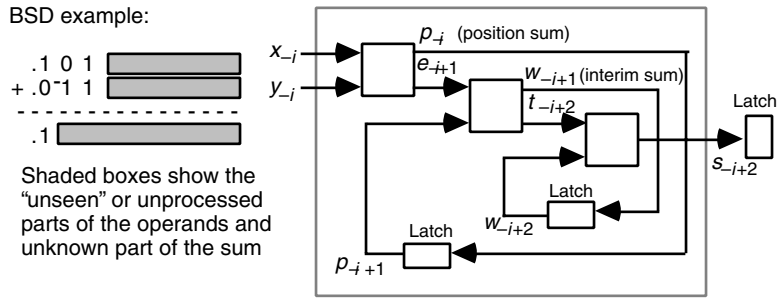 BSD example:
.1 0 1
+ .0 ⁻1 1
.1
Shaded boxes show the
“unseen” or unprocessed
parts of the operands and
unknown part of the sum
x–i
y–i
p–i (position sum)
e–i+1
w–i+1 (interim sum)
t–i+2
Latch
s–i+2
Latch
w–i+2
Latch
p–i+1